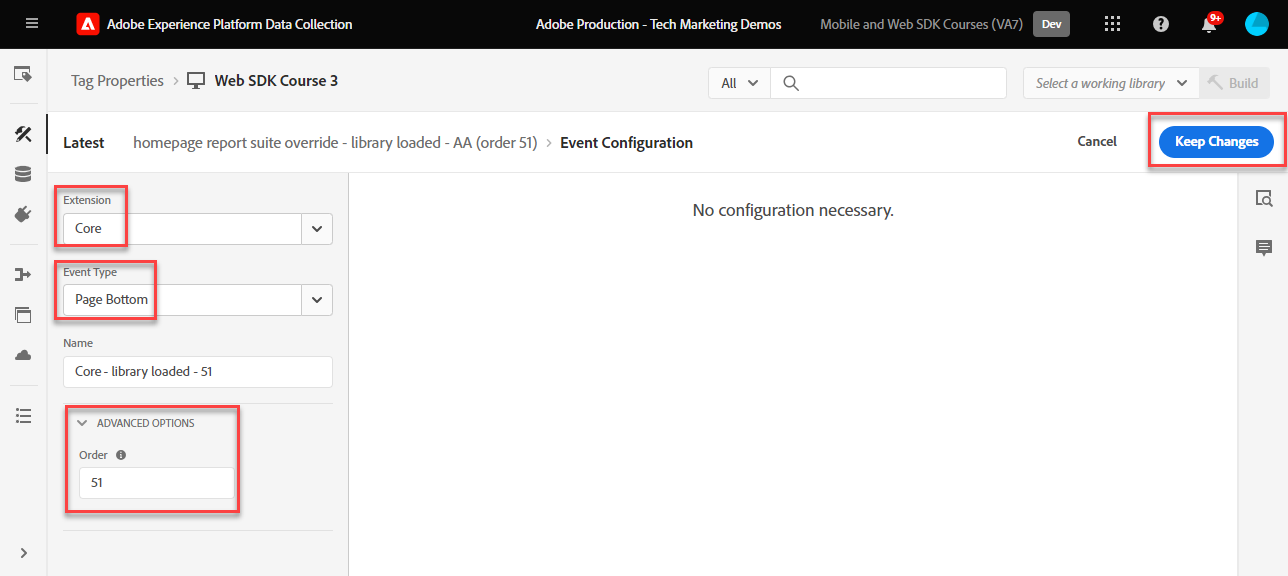 Adobe Experience Platform Data Collection
Adobe Production - Tech Marketing Demos
Mobile and Web SDK Courses (VA7)
Dev
9+
Tag Properties > Web SDK Course 3
All
Select a working library
Build
Latest
homepage report suite override - library loaded - AA (order 51) > Event Configuration
Cancel
Keep Changes
Extension
Core
Event Type
Page Bottom
Name
Core - library loaded - 51
ADVANCED OPTIONS
Order
51
No configuration necessary.